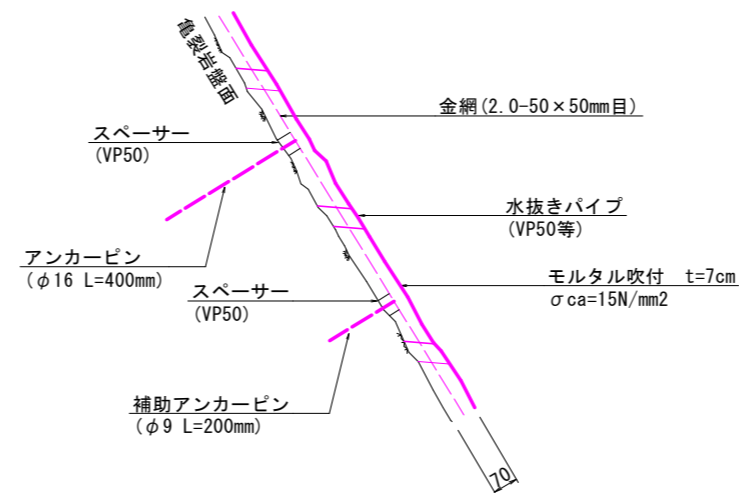 亀裂岩盤面
金網(2.0-50×50mm目)
スペーサー
(VP50)
水抜きパイプ
(VP50等)
アンカーピン
(φ16 L=400mm)
モルタル吹付 t=7cm
σca=15N/mm2
スペーサー
(VP50)
補助アンカーピン
(φ9 L=200mm)
70